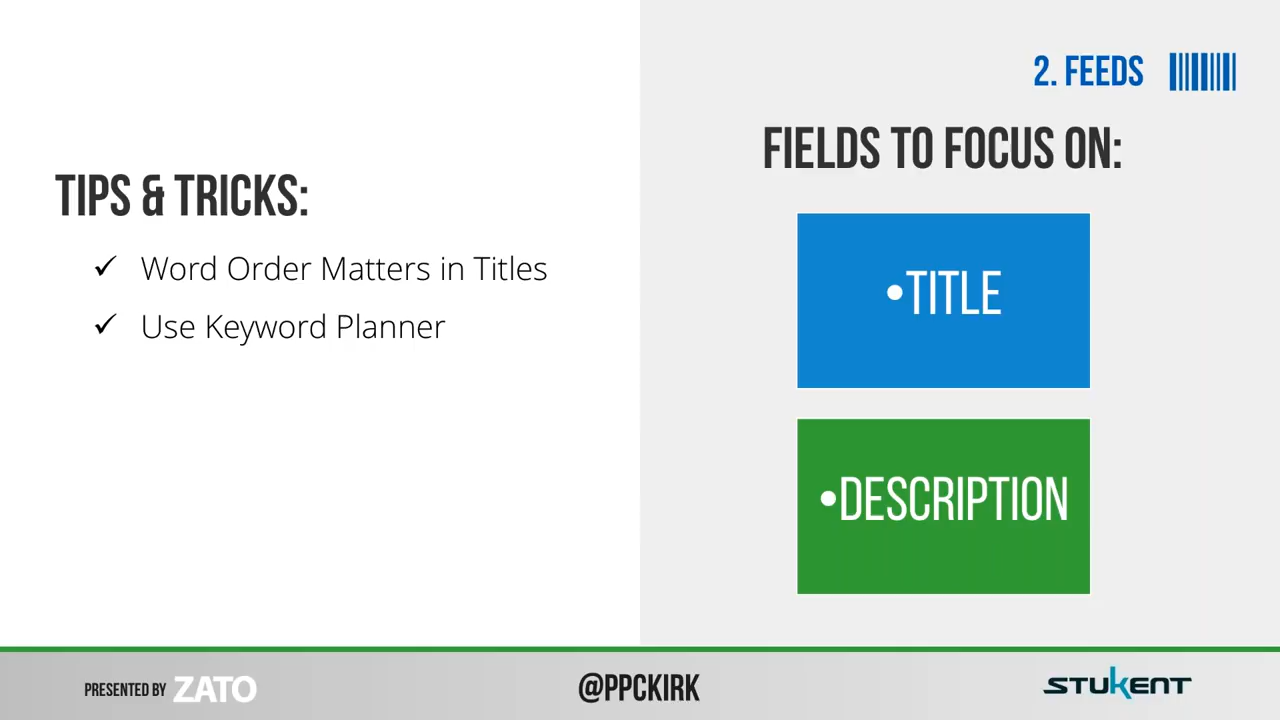 2. FEEDS
TIPS & TRICKS:
✓ Word Order Matters in Titles
✓ Use Keyword Planner
FIELDS TO FOCUS ON:
•TITLE
•DESCRIPTION
PRESENTED BY ZATO
@PPCKIRK
STUKENT